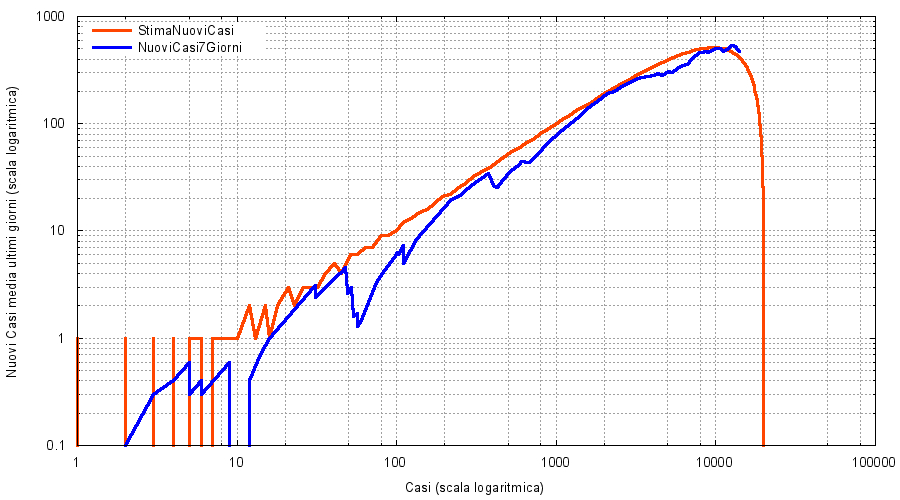 1000
StimaNuoviCasi
NuoviCasi7Giorni
100
10
1
0.1
Nuovi Casi media ultimi giorni (scala logaritmica)
1 10 100 1000 10000 100000
Casi (scala logaritmica)